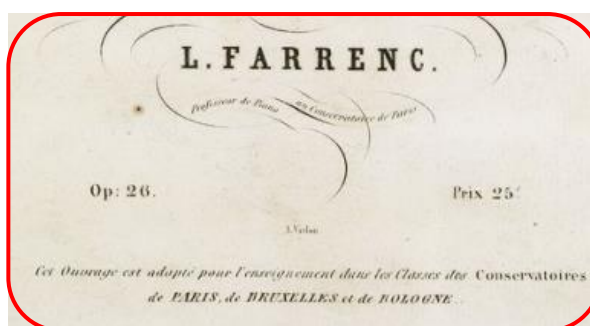 L. FARRENC.
Professeur de Piano au Conservatoire de Paris
Op: 26.
Prix 25f
Cet Ouvrage est adapté pour l'enseignement dans les Classes des Conservatoires
de PARIS, de BRUXELLES et de BOLOGNE.